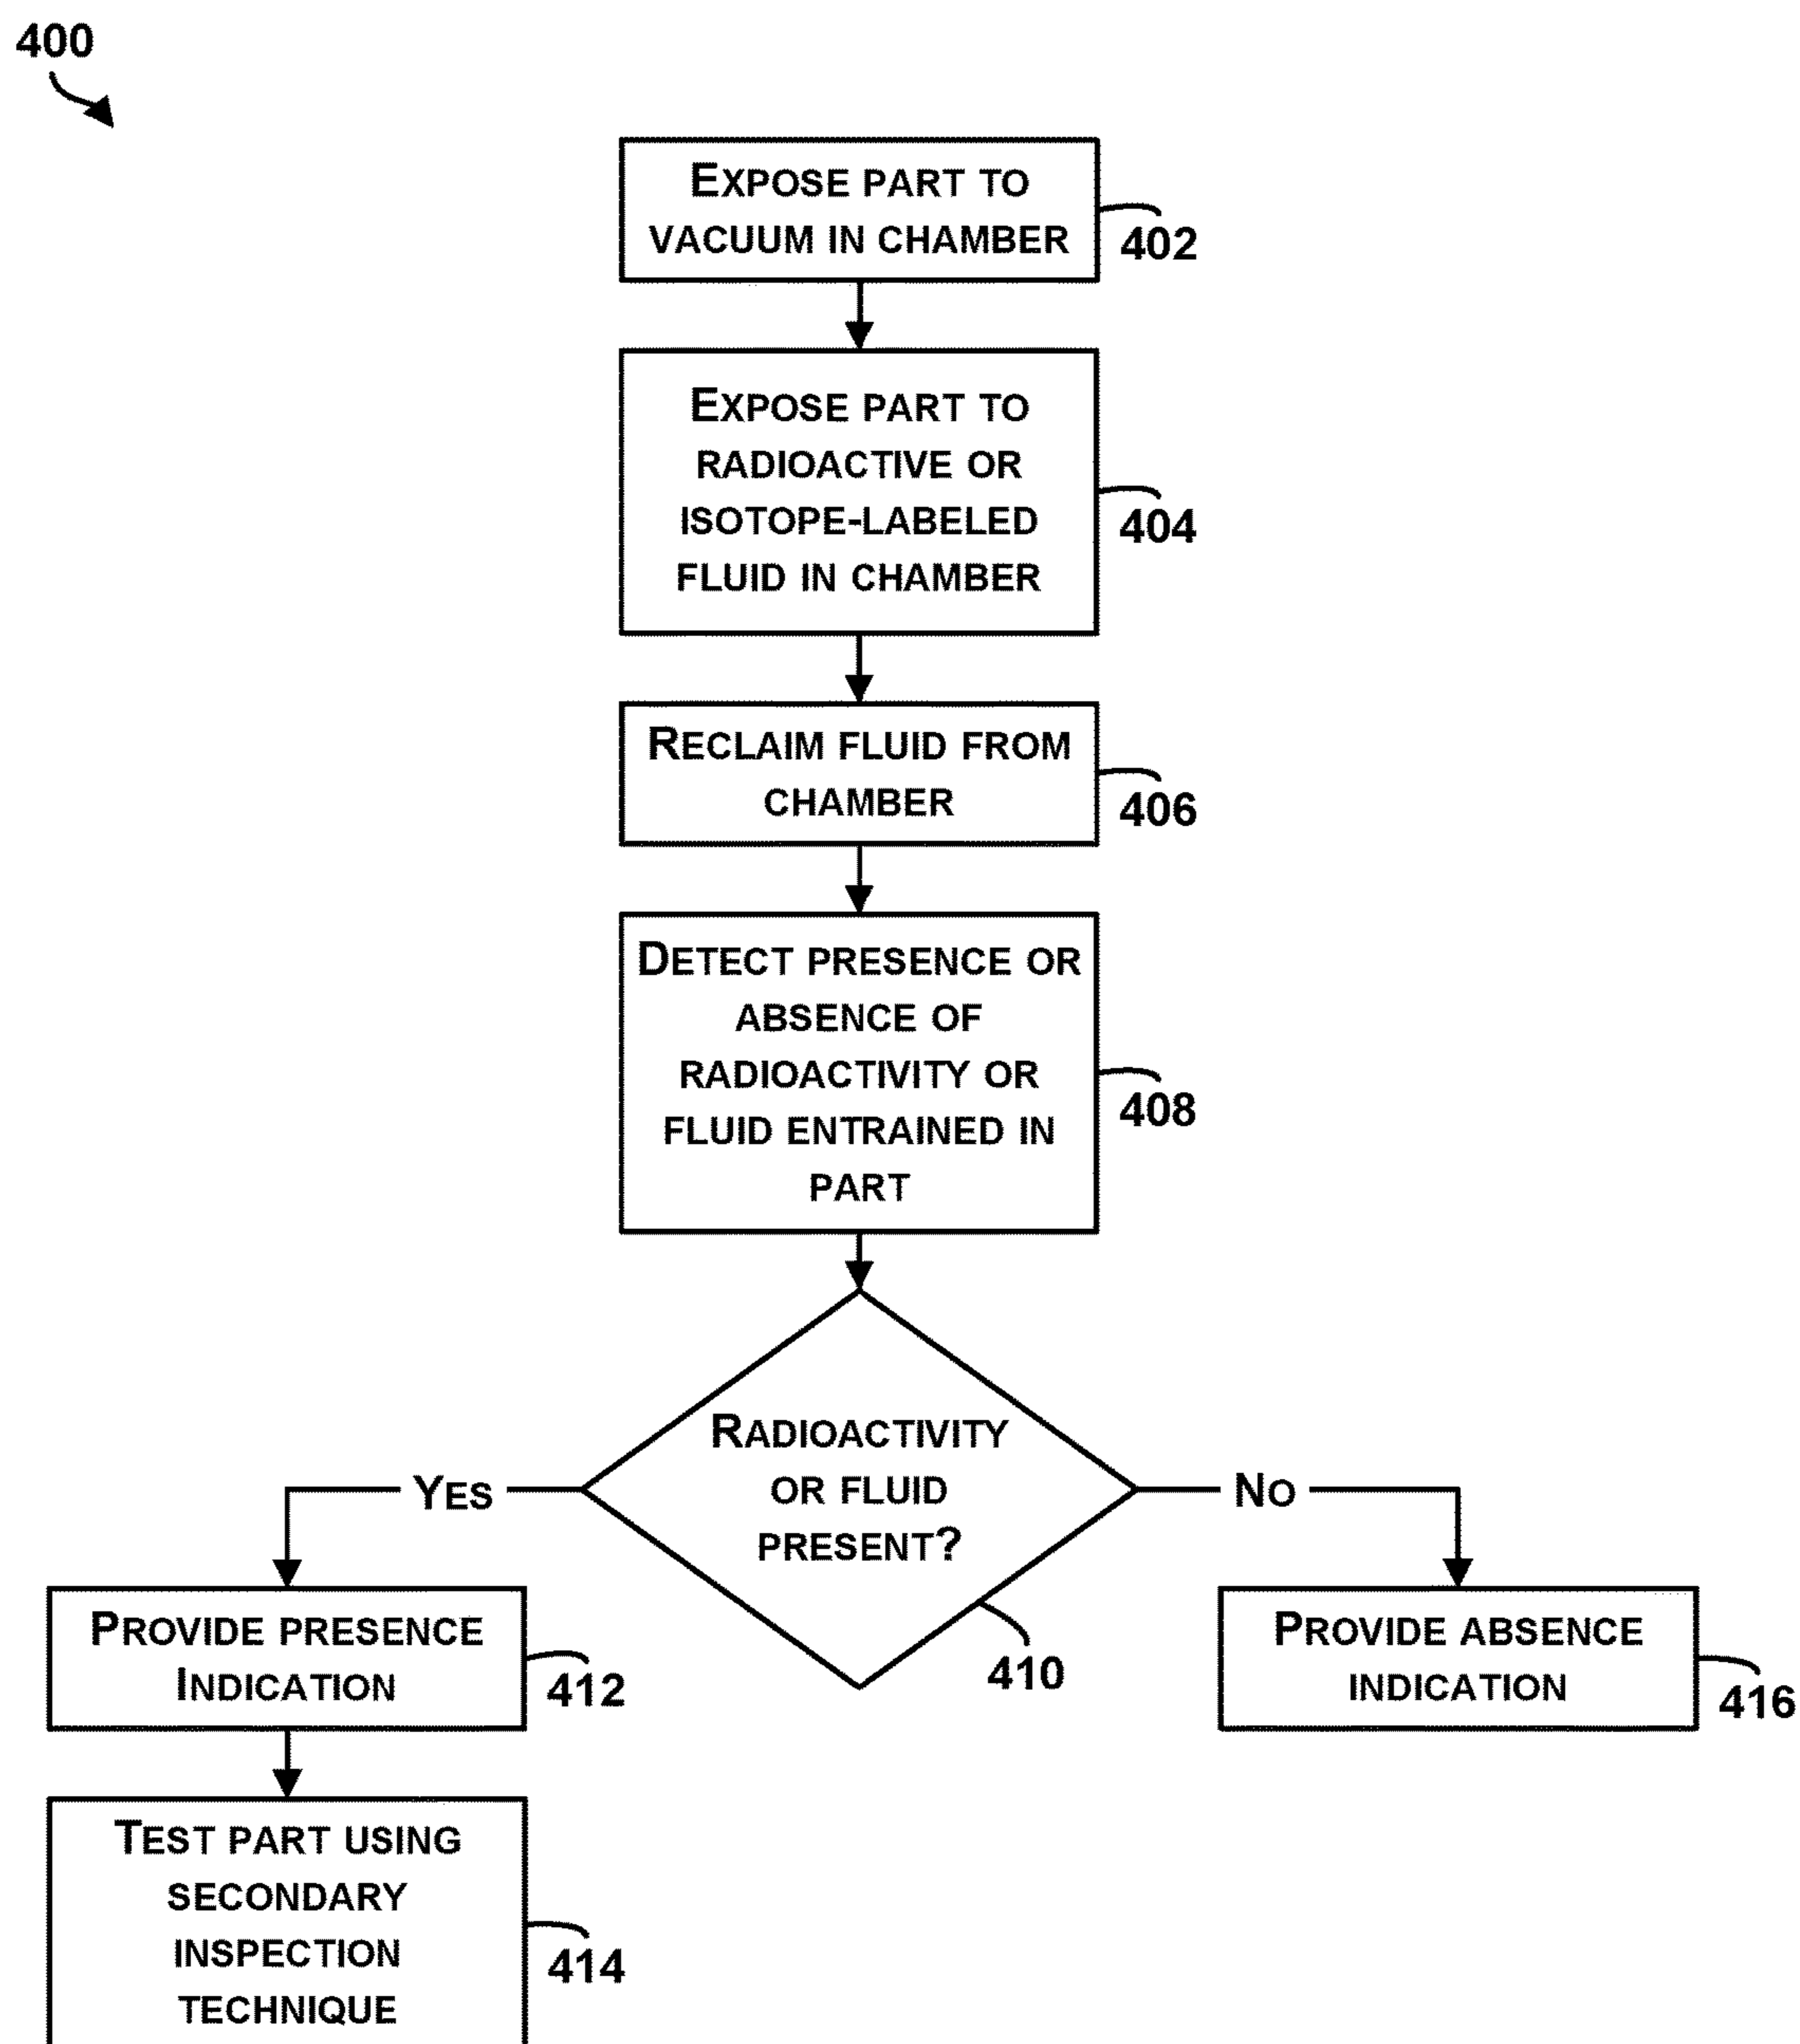 400
EXPOSE PART TO
VACUUM IN CHAMBER
402
EXPOSE PART TO
RADIOACTIVE OR
ISOTOPE-LABELED
FLUID IN CHAMBER
404
RECLAIM FLUID FROM
CHAMBER
406
DETECT PRESENCE OR
ABSENCE OF
RADIOACTIVITY OR
FLUID ENTRAINED IN
PART
408
RADIOACTIVITY
OR FLUID
PRESENT?
410
YES
NO
PROVIDE PRESENCE
INDICATION
412
PROVIDE ABSENCE
INDICATION
416
TEST PART USING
SECONDARY
INSPECTION
TECHNIQUE
414